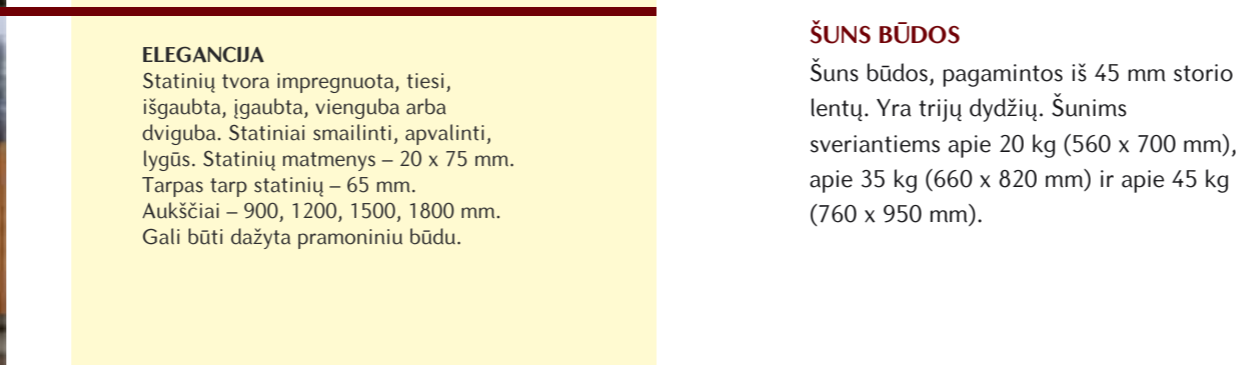 ELEGANCIJA
Statinių tvora impregnuota, tiesi,
išgaubta, įgaubta, vienguba arba
dviguba. Statiniai smailinti, apvalinti,
lygūs. Statinių matmenys – 20 x 75 mm.
Tarpas tarp statinių – 65 mm.
Aukščiai – 900, 1200, 1500, 1800 mm.
Gali būti dažyta pramoniniu būdu.
ŠUNS BŪDOS
Šuns būdos, pagamintos iš 45 mm storio
lentų. Yra trijų dydžių. Šunims
sveriantiems apie 20 kg (560 x 700 mm),
apie 35 kg (660 x 820 mm) ir apie 45 kg
(760 x 950 mm).